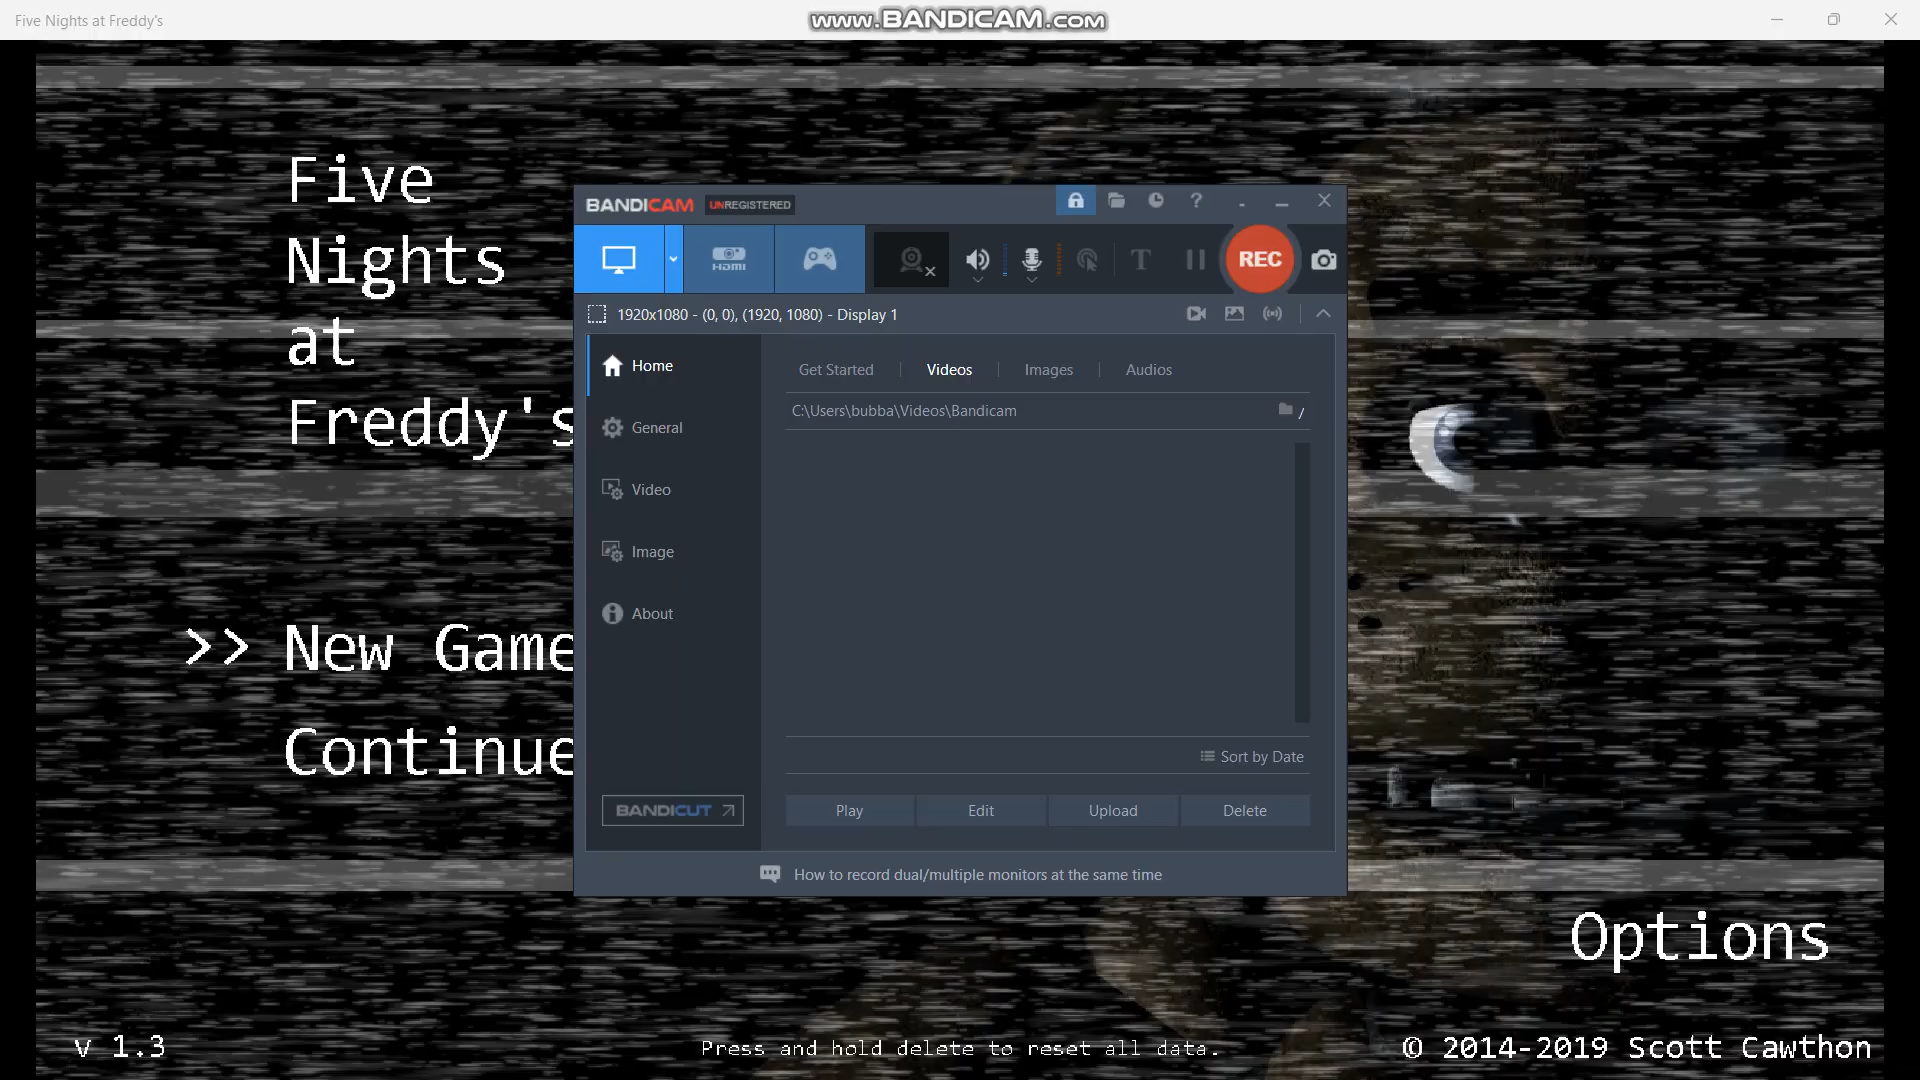 Five Nights at Freddy's
www.BANDICAM.com
Five
Nights
at
Freddy's
>> New Game
Continue
BANDICAM UNREGISTERED
HDMI
T
REC
1920x1080 - (0, 0), (1920, 1080) - Display 1
Home
General
Video
Image
About
BANDICUT
Get Started
Videos
Images
Audios
C:\Users\bubba\Videos\Bandicam
/
Sort by Date
Play
Edit
Upload
Delete
How to record dual/multiple monitors at the same time
Options
v 1.3
Press and hold delete to reset all data.
© 2014-2019 Scott Cawthon